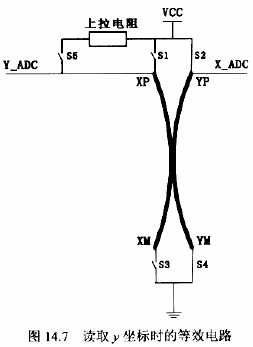 VCC
上拉电阻
S5
S1
S2
Y_ADC
X_ADC
XP
YP
XM
YM
S3
S4
图 14.7 读取 y 坐标时的等效电路